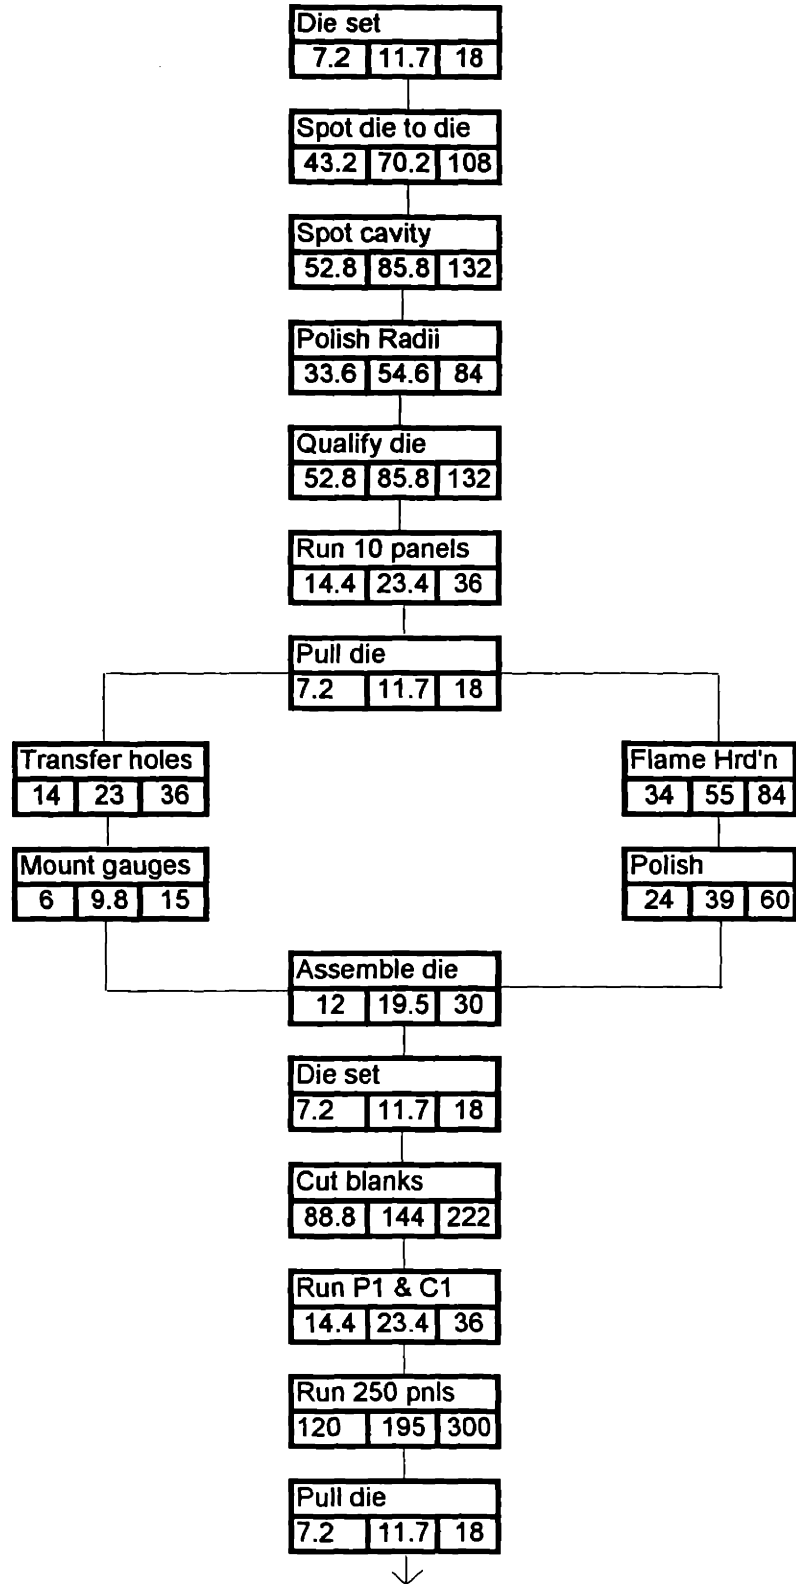 Die set
7.2 11.7 18
Spot die to die
43.2 70.2 108
Spot cavity
52.8 85.8 132
Polish Radii
33.6 54.6 84
Qualify die
52.8 85.8 132
Run 10 panels
14.4 23.4 36
Pull die
7.2 11.7 18
Transfer holes
14 23 36
Mount gauges
6 9.8 15
Flame Hrd'n
34 55 84
Polish
24 39 60
Assemble die
12 19.5 30
Die set
7.2 11.7 18
Cut blanks
88.8 144 222
Run P1 & C1
14.4 23.4 36
Run 250 pnls
120 195 300
Pull die
7.2 11.7 18